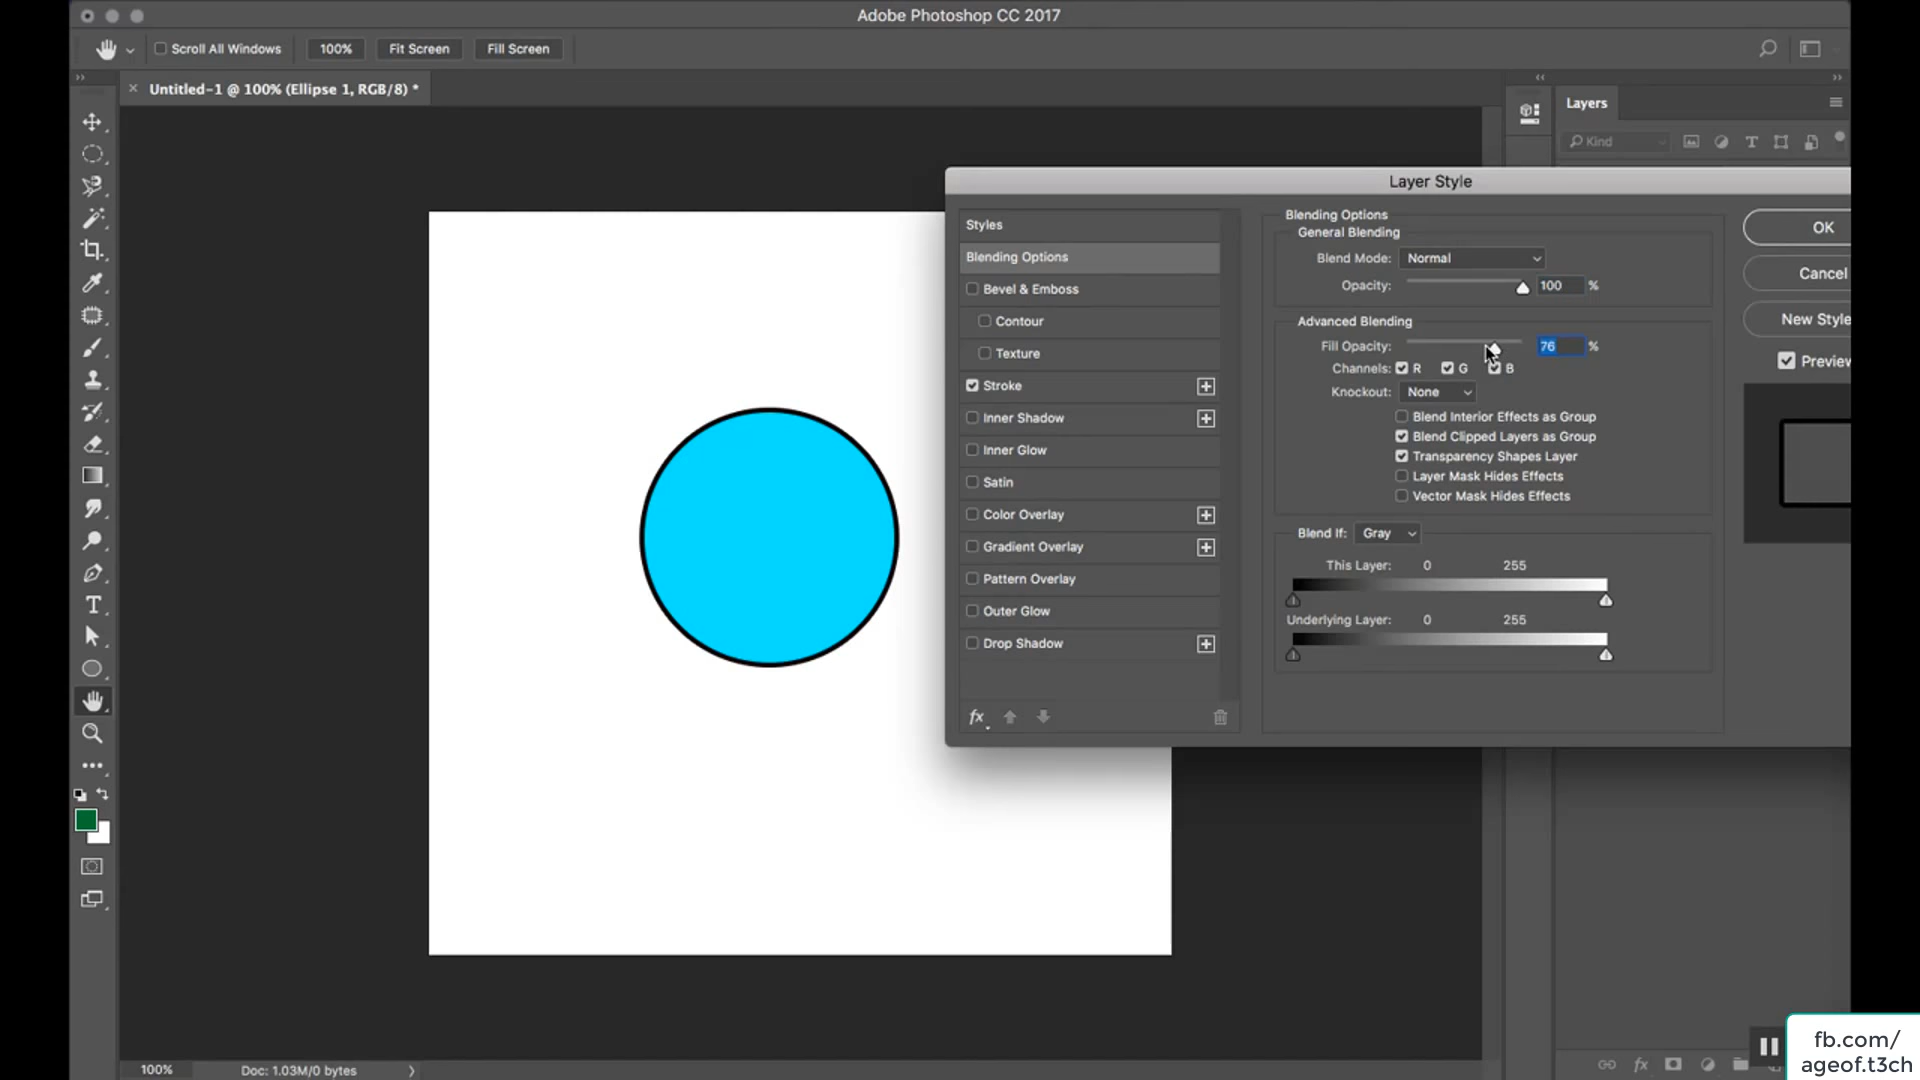 Adobe Photoshop CC 2017
Scroll All Windows 100% Fit Screen Fill Screen
Untitled-1 @ 100% (Ellipse 1, RGB/8) *
Layers
Kind
Layer Style
Styles
Blending Options
Bevel & Emboss
Contour
Texture
Stroke
Inner Shadow
Inner Glow
Satin
Color Overlay
Gradient Overlay
Pattern Overlay
Outer Glow
Drop Shadow
fx
Blending Options
General Blending
Blend Mode: Normal
Opacity: 100 %
Advanced Blending
Fill Opacity: 76 %
Channels: R G B
Knockout: None
Blend Interior Effects as Group
Blend Clipped Layers as Group
Transparency Shapes Layer
Layer Mask Hides Effects
Vector Mask Hides Effects
Blend If: Gray
This Layer: 0 255
Underlying Layer: 0 255
OK
Cancel
New Style
Preview
100% Doc: 1.03M/0 bytes
fx
fb.com/
ageof.t3ch